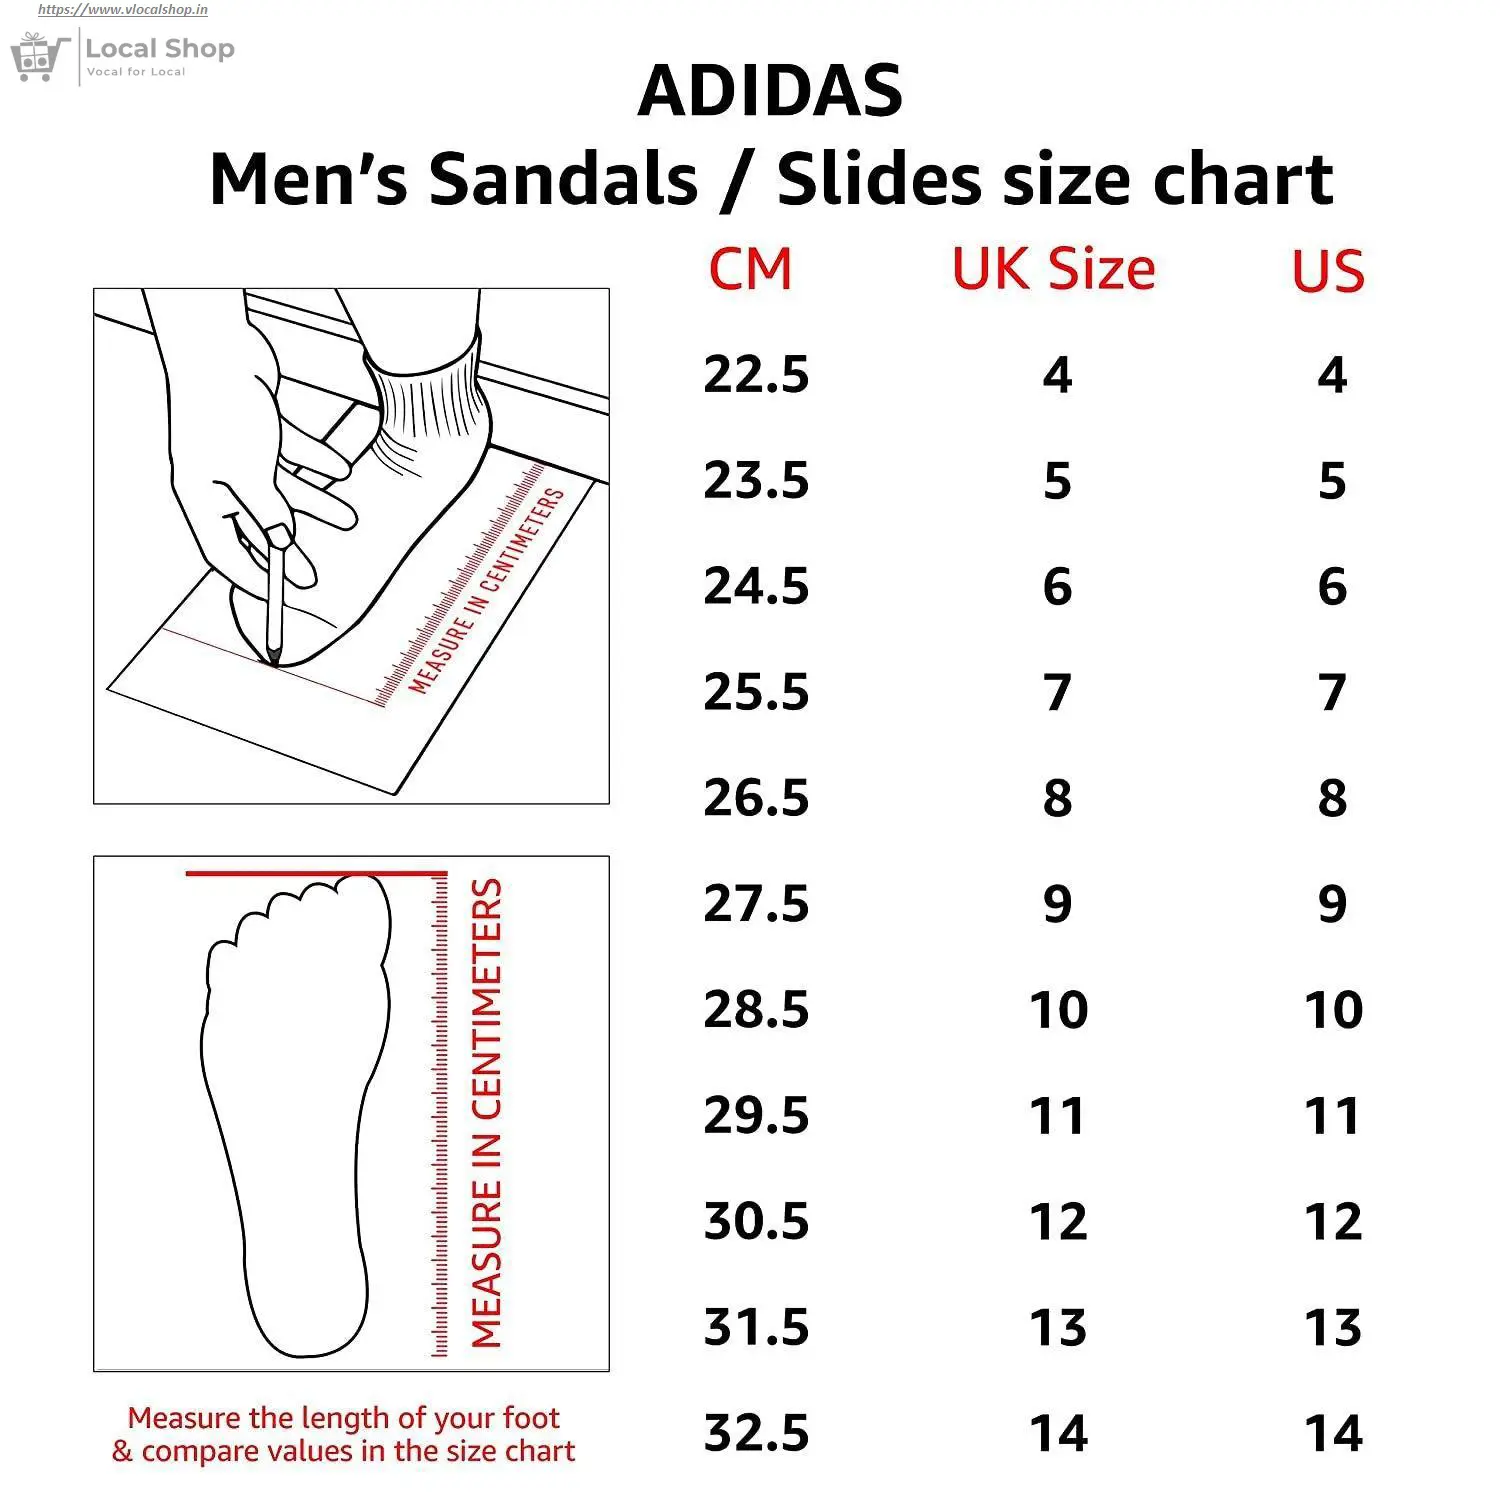 https://www.vlocalshop.in
Local Shop
Vocal for Local
ADIDAS
Men’s Sandals / Slides size chart
CM UK Size US
22.5 4 4
23.5 5 5
24.5 6 6
25.5 7 7
26.5 8 8
27.5 9 9
28.5 10 10
29.5 11 11
30.5 12 12
31.5 13 13
32.5 14 14
MEASURE IN CENTIMETERS
MEASURE IN CENTIMETERS
Measure the length of your foot
& compare values in the size chart